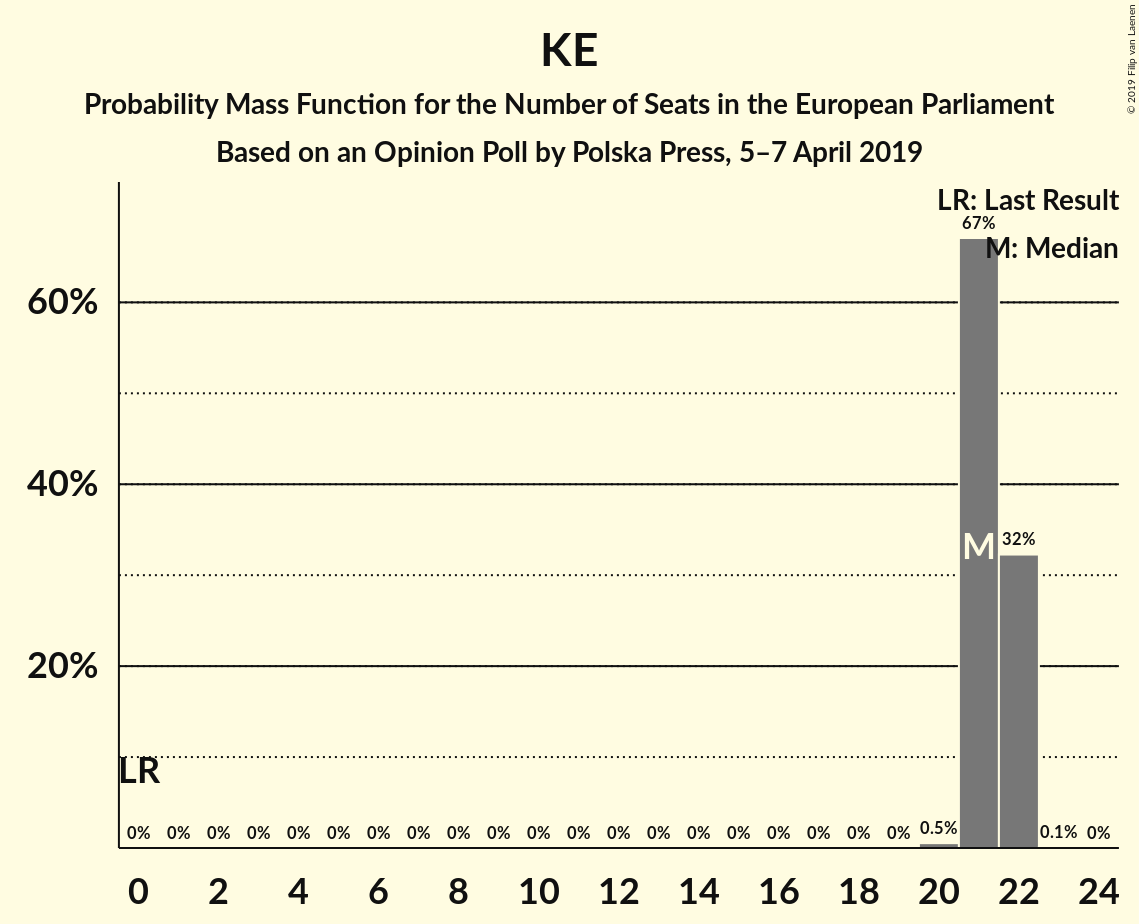 KE
Probability Mass Function for the Number of Seats in the European Parliament
Based on an Opinion Poll by Polska Press, 5–7 April 2019
© 2019 Filip van Laenen
LR: Last Result
M: Median
67%
60%
40%
M
32%
20%
LR
0% 0% 0% 0% 0% 0% 0% 0% 0% 0% 0% 0% 0% 0% 0% 0% 0% 0% 0% 0% 0.5% 0.1% 0%
0 2 4 6 8 10 12 14 16 18 20 22 24